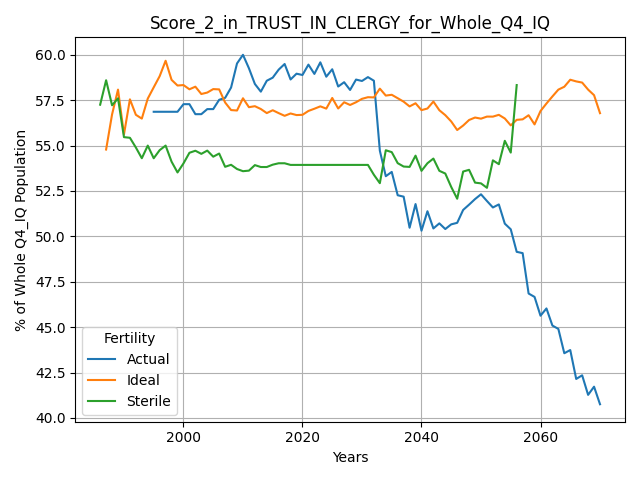 Score_2_in_TRUST_IN_CLERGY_for_Whole_Q4_IQ
% of Whole Q4_IQ Population
60.0
57.5
55.0
52.5
50.0
47.5
45.0
42.5
40.0
Fertility
Actual
Ideal
Sterile
2000
2020
2040
2060
Years